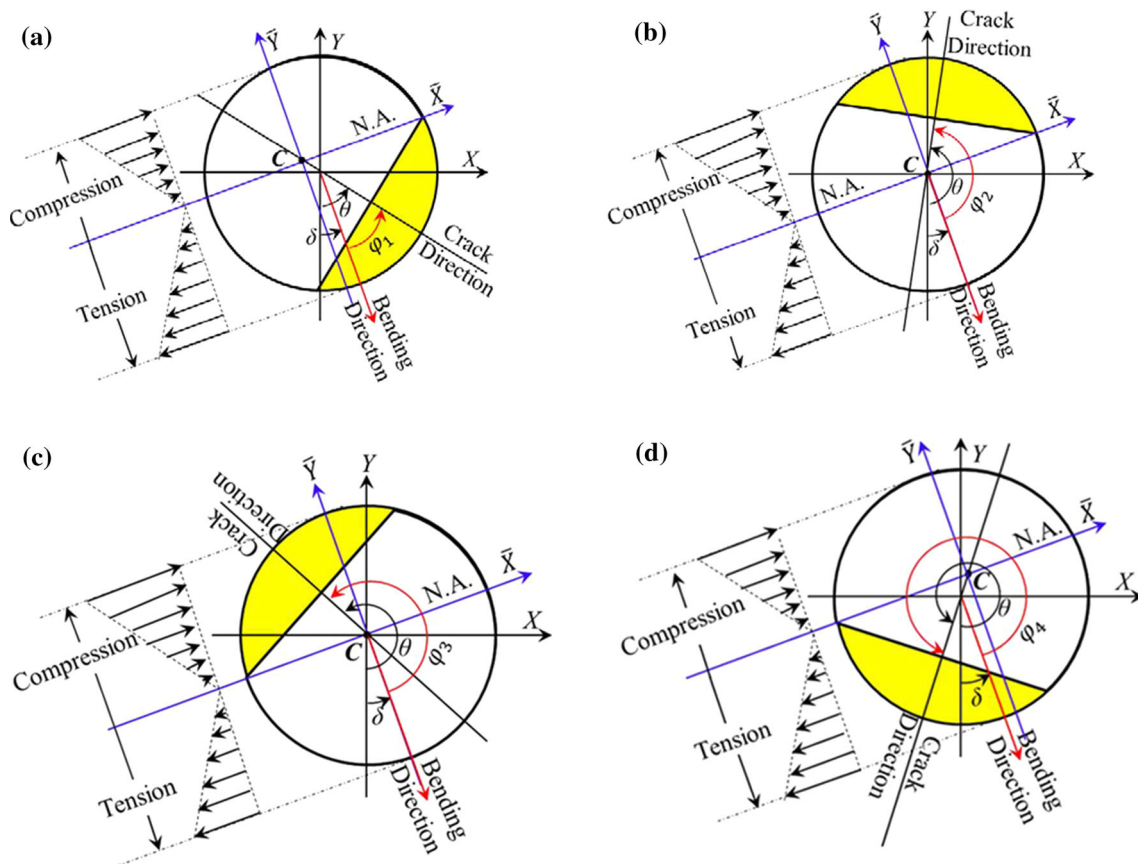 (a)
Ȳ
Y
X̄
N.A.
C
X
Compression
Tension
θ
δ
φ₁
Crack
Direction
Bending
Direction
(b)
Ȳ
Y
Crack
Direction
X̄
X
C
N.A.
θ
φ₂
δ
Compression
Tension
Bending
Direction
(c)
Crack
Direction
Ȳ
Y
X̄
N.A.
X
C
θ
φ₃
δ
Compression
Tension
Bending
Direction
(d)
Ȳ
Y
X̄
N.A.
C
X
θ
φ₄
δ
Compression
Tension
Crack
Direction
Bending
Direction